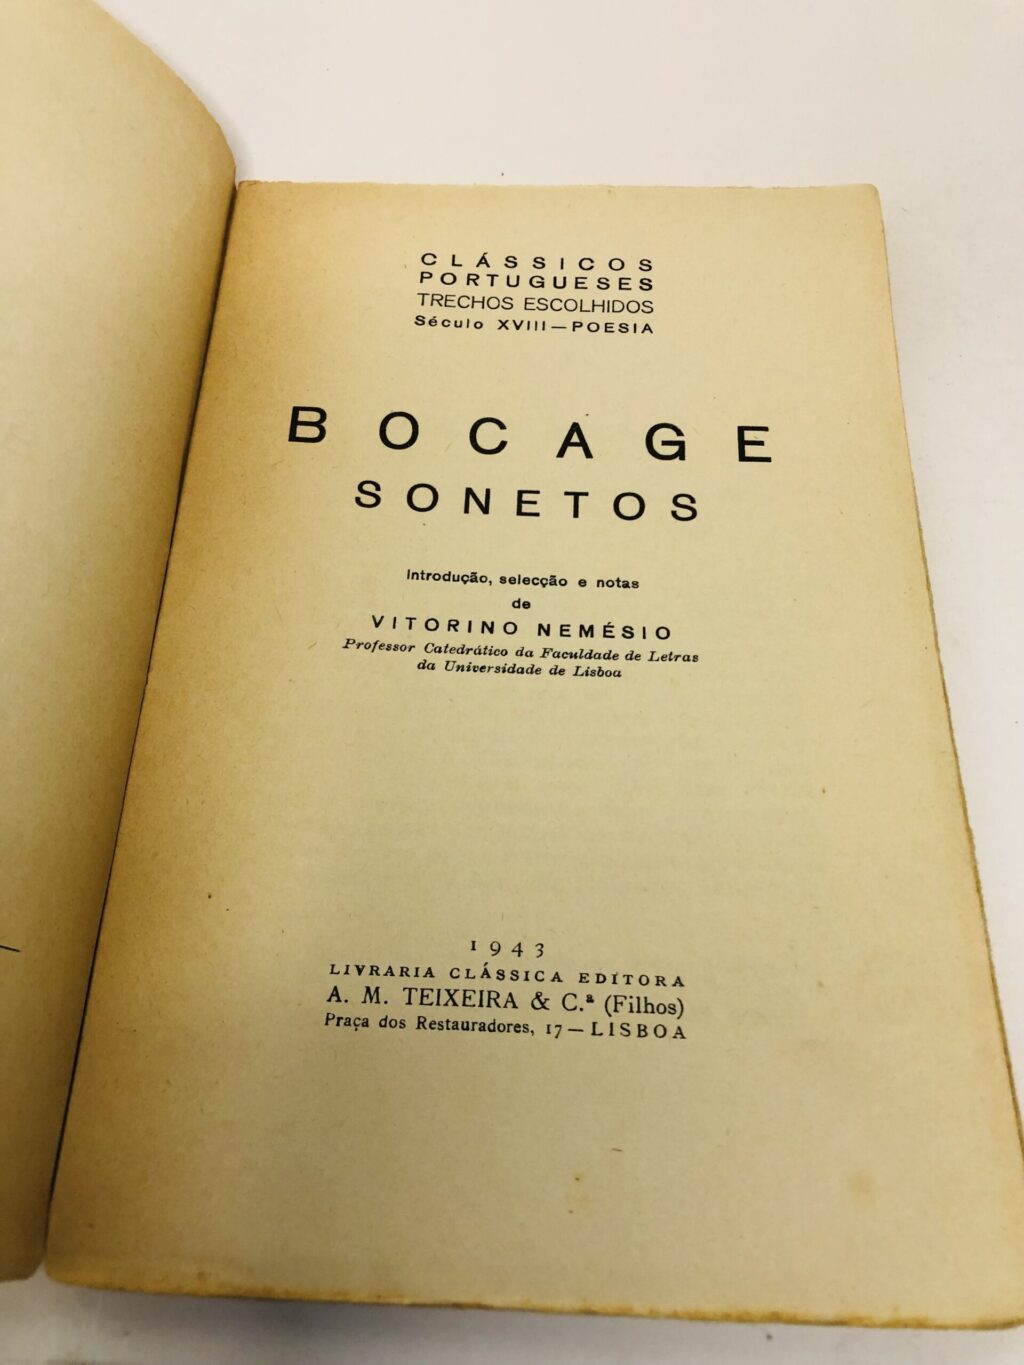 CLÁSSICOS
PORTUGUESES
TRECHOS ESCOLHIDOS
Século XVIII—POESIA
BOCAGE
SONETOS
Introdução, selecção e notas
de
VITORINO NEMÉSIO
Professor Catedrático da Faculdade de Letras
da Universidade de Lisboa
1943
LIVRARIA CLÁSSICA EDITORA
A. M. TEIXEIRA & C.ª (Filhos)
Praça dos Restauradores, 17—LISBOA